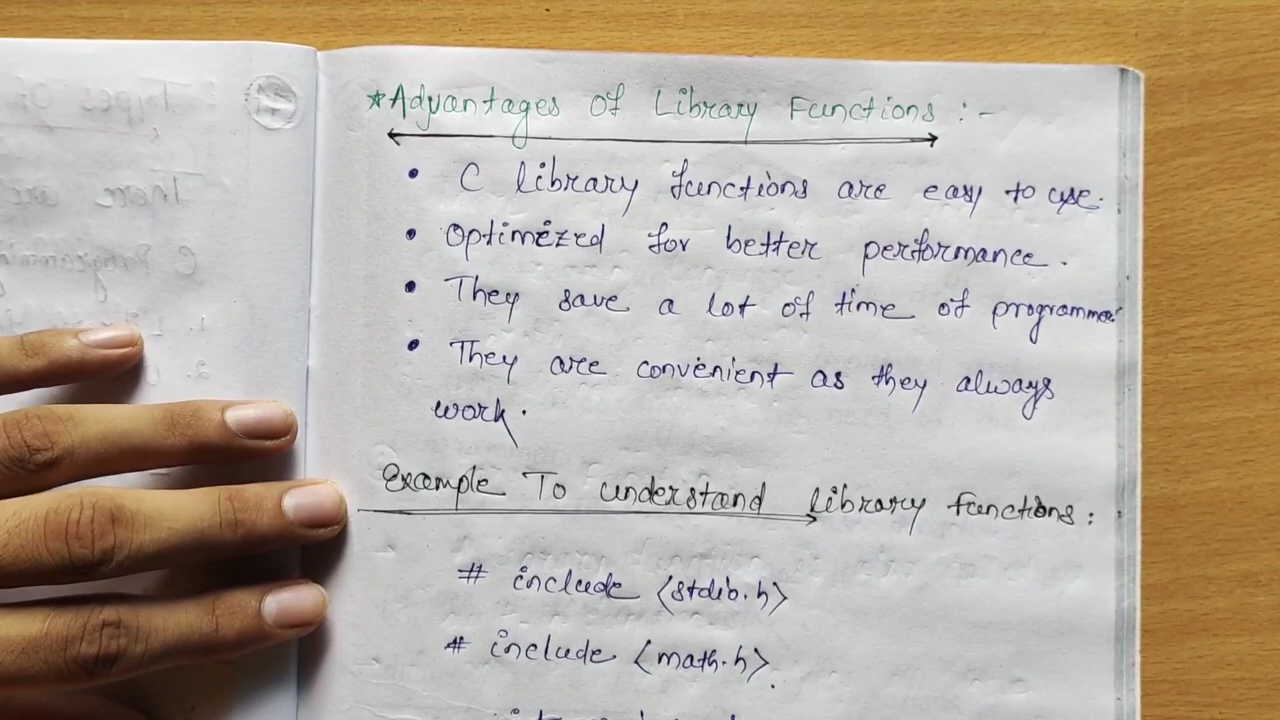 *Advantages Of Library Functions :-
• C library functions are easy to use.
• Optimized for better performance.
• They save a lot of time of programmer.
• They are convenient as they always
work.
Example To understand library functions:
# include <stdib.h>
# include <math.h>